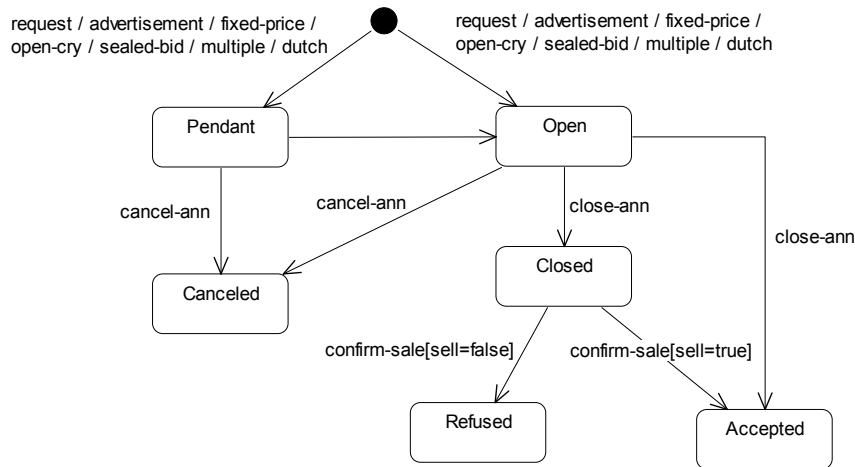 request / advertisement / fixed-price /
open-cry / sealed-bid / multiple / dutch
request / advertisement / fixed-price /
open-cry / sealed-bid / multiple / dutch
Pendant
Open
cancel-ann
cancel-ann
close-ann
close-ann
Canceled
Closed
confirm-sale[sell=false]
confirm-sale[sell=true]
Refused
Accepted